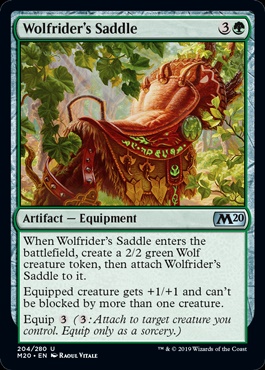 Wolfrider's Saddle 3
Artifact — Equipment M20
When Wolfrider's Saddle enters the
battlefield, create a 2/2 green Wolf
creature token, then attach Wolfrider's
Saddle to it.
Equipped creature gets +1/+1 and can't
be blocked by more than one creature.
Equip 3 (3: Attach to target creature you
control. Equip only as a sorcery.)
204/280 U
M20 • EN Raoul Vitale
™ & © 2019 Wizards of the Coast